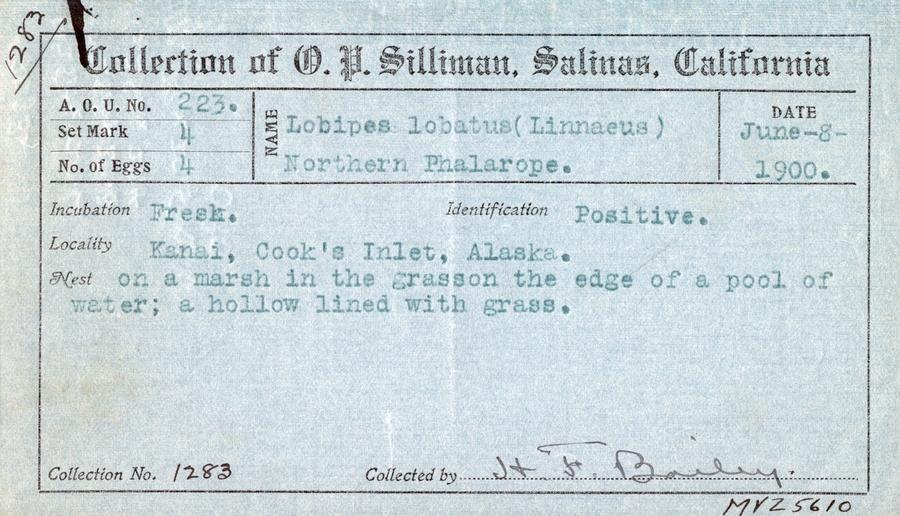 1283
Collection of O. P. Silliman, Salinas, California
A. O. U. No. 223.
Set Mark 4
No. of Eggs 4
NAME
Lobipes lobatus(Linnaeus)
Northern Phalarope.
DATE
June-8-
1900.
Incubation Fresh. Identification Positive.
Locality Kanai, Cook's Inlet, Alaska.
Nest on a marsh in the grasson the edge of a pool of
water; a hollow lined with grass.
Collection No. 1283 Collected by H. F. Bailey.
MVZ 5610